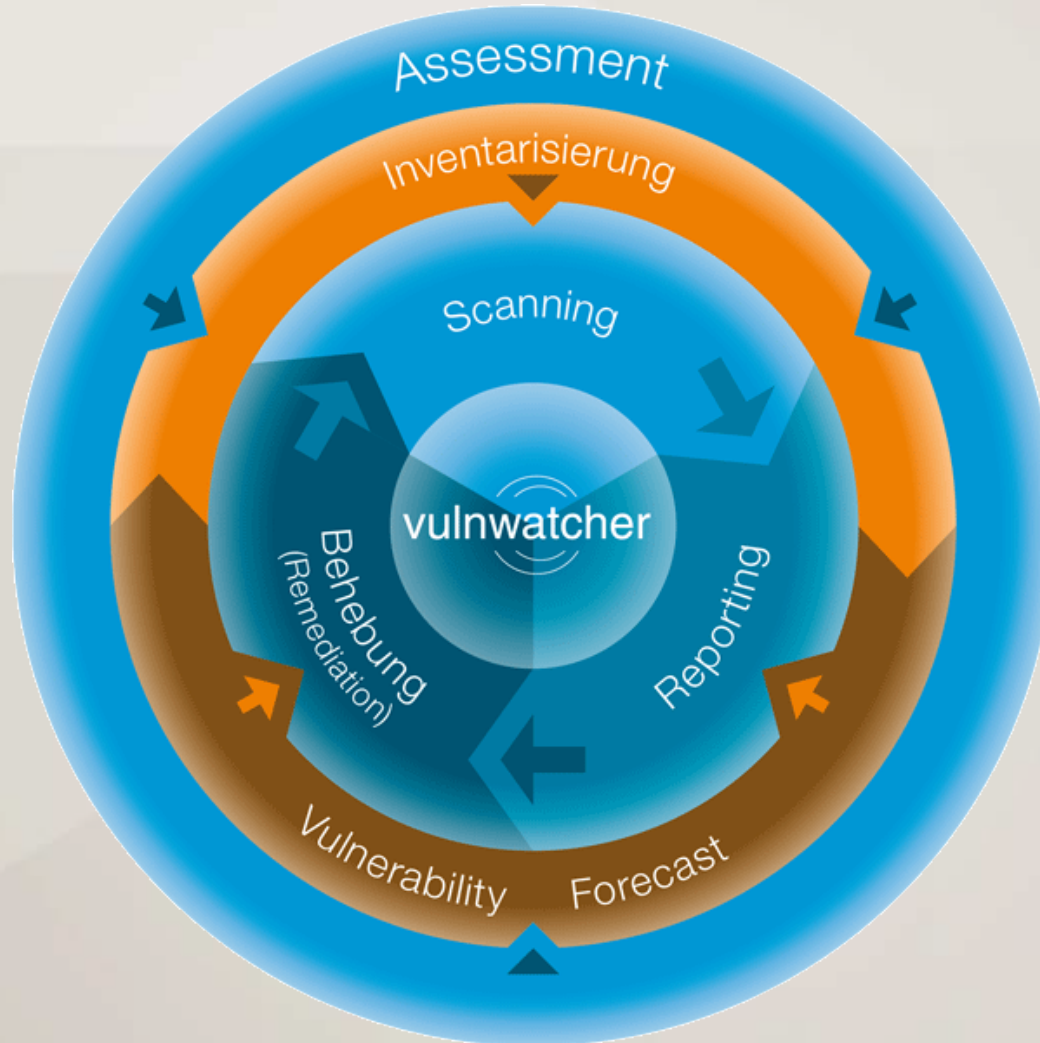 Assessment
Inventarisierung
Scanning
vulnwatcher
Behebung
(Remediation)
Reporting
Vulnerability Forecast